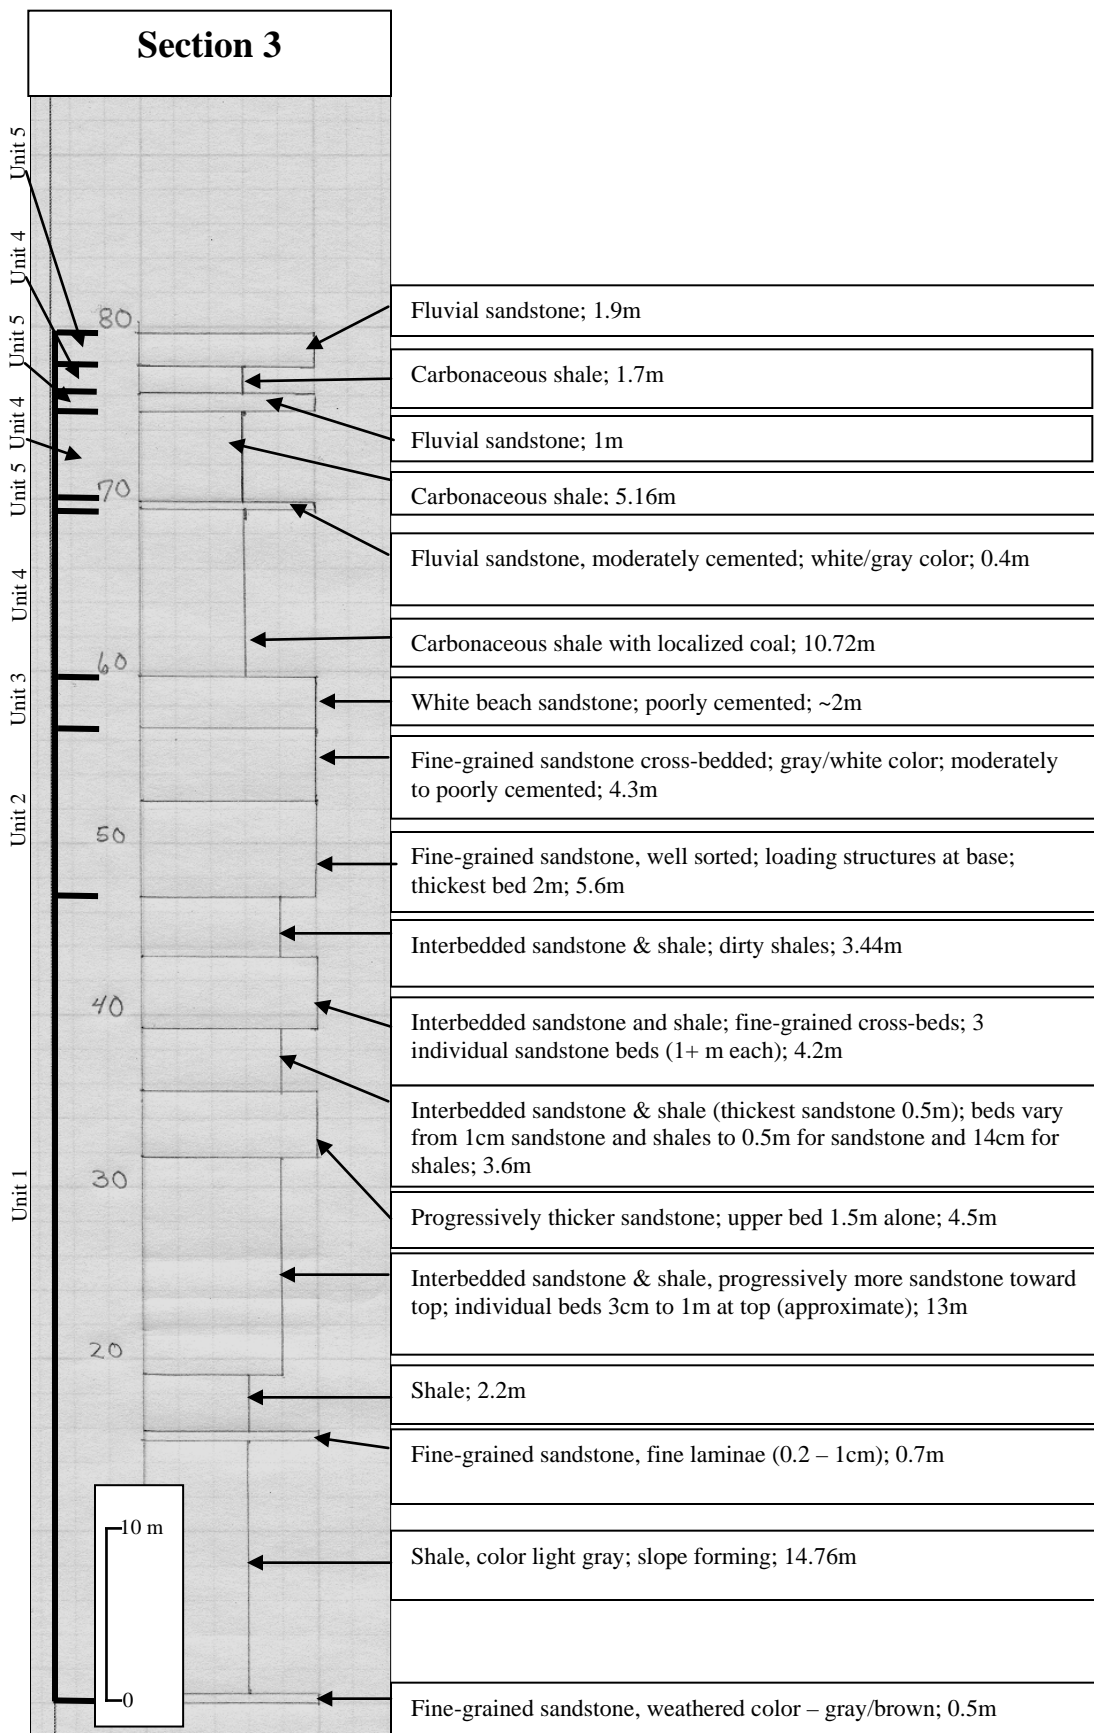 Section 3
Unit 5
Unit 4
Unit 5
Unit 4
Unit 5
Unit 4
Unit 3
Unit 2
Unit 1
80
70
60
50
40
30
20
10 m
0
Fluvial sandstone; 1.9m
Carbonaceous shale; 1.7m
Fluvial sandstone; 1m
Carbonaceous shale; 5.16m
Fluvial sandstone, moderately cemented; white/gray color; 0.4m
Carbonaceous shale with localized coal; 10.72m
White beach sandstone; poorly cemented; ~2m
Fine-grained sandstone cross-bedded; gray/white color; moderately
to poorly cemented; 4.3m
Fine-grained sandstone, well sorted; loading structures at base;
thickest bed 2m; 5.6m
Interbedded sandstone & shale; dirty shales; 3.44m
Interbedded sandstone and shale; fine-grained cross-beds; 3
individual sandstone beds (1+ m each); 4.2m
Interbedded sandstone & shale (thickest sandstone 0.5m); beds vary
from 1cm sandstone and shales to 0.5m for sandstone and 14cm for
shales; 3.6m
Progressively thicker sandstone; upper bed 1.5m alone; 4.5m
Interbedded sandstone & shale, progressively more sandstone toward
top; individual beds 3cm to 1m at top (approximate); 13m
Shale; 2.2m
Fine-grained sandstone, fine laminae (0.2 – 1cm); 0.7m
Shale, color light gray; slope forming; 14.76m
Fine-grained sandstone, weathered color – gray/brown; 0.5m